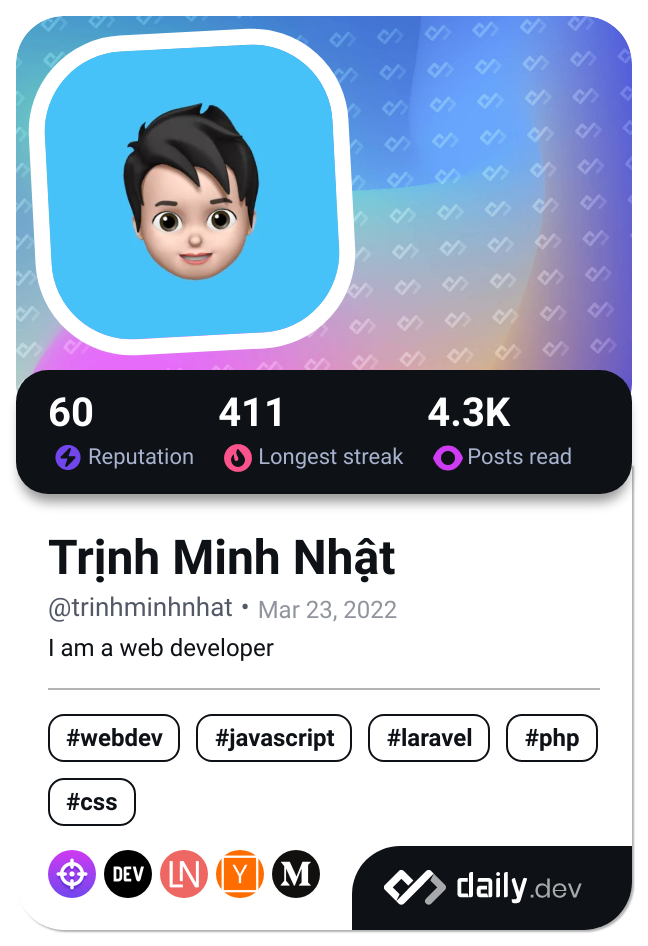 60 411 4.3K
Reputation Longest streak Posts read
Trịnh Minh Nhật
@trinhminhnhat • Mar 23, 2022
I am a web developer
#webdev #javascript #laravel #php
#css
DEV LN Y M daily.dev